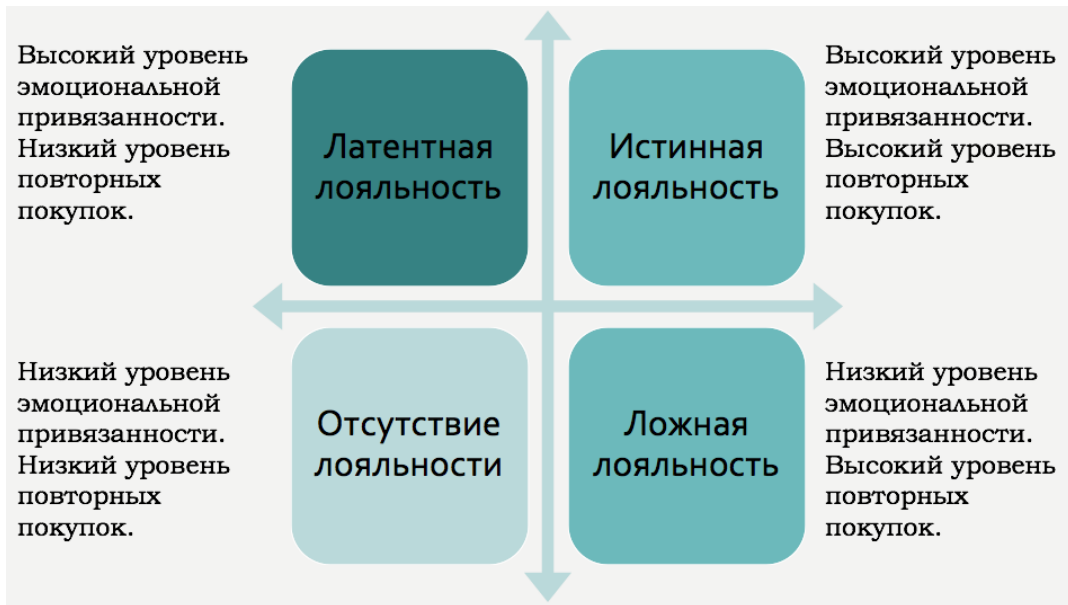 Высокий уровень
эмоциональной
привязанности.
Низкий уровень
повторных
покупок.
Латентная
лояльность
Истинная
лояльность
Высокий уровень
эмоциональной
привязанности.
Высокий уровень
повторных
покупок.
Низкий уровень
эмоциональной
привязанности.
Низкий уровень
повторных
покупок.
Отсутствие
лояльности
Ложная
лояльность
Низкий уровень
эмоциональной
привязанности.
Высокий уровень
повторных
покупок.